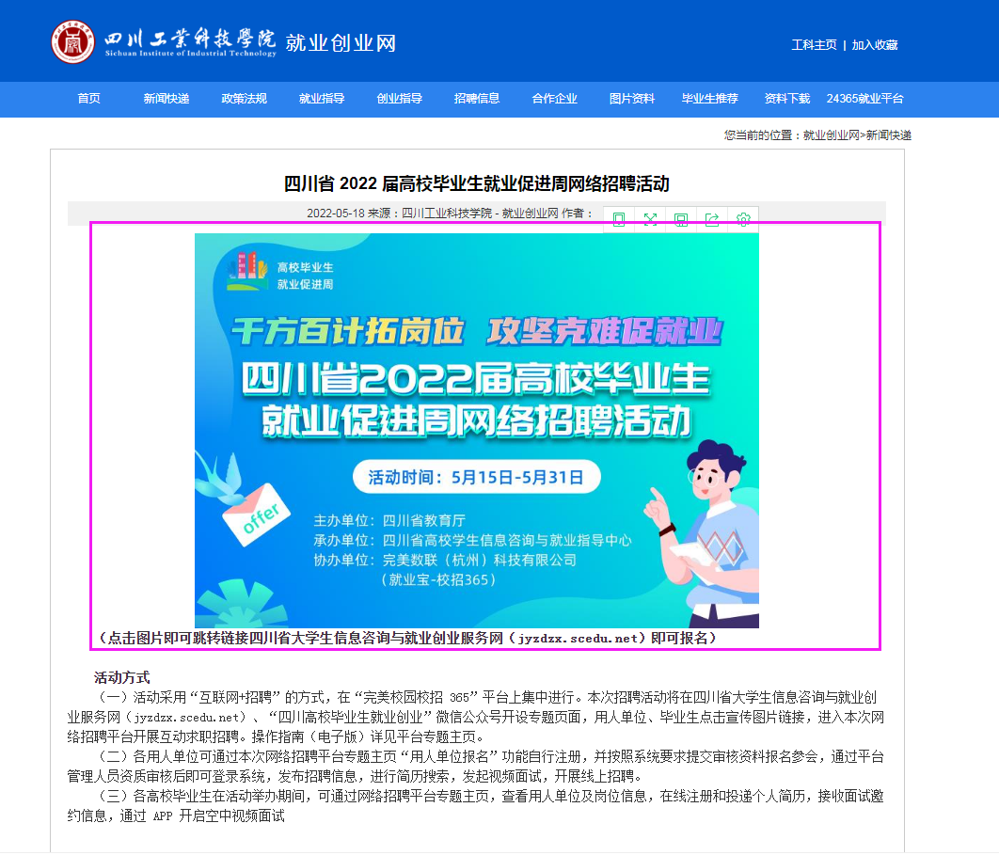 四川工业科技學院 就业创业网
Sichuan Institute of Industrial Technology
工科主页 | 加入收藏
首页 新闻快递 政策法规 就业指导 创业指导 招聘信息 合作企业 图片资料 毕业生推荐 资料下载 24365就业平台
您当前的位置：就业创业网>新闻快递
四川省 2022 届高校毕业生就业促进周网络招聘活动
2022-05-18 来源：四川工业科技学院 - 就业创业网 作者：
高校毕业生
就业促进周
千方百计拓岗位 攻坚克难促就业
四川省2022届高校毕业生
就业促进周网络招聘活动
活动时间：5月15日-5月31日
offer
主办单位：四川省教育厅
承办单位：四川省高校学生信息咨询与就业指导中心
协办单位：完美数联（杭州）科技有限公司
（就业宝-校招365）
（点击图片即可跳转链接四川省大学生信息咨询与就业创业服务网（jyzdzx.scedu.net）即可报名）
活动方式
（一）活动采用“互联网+招聘”的方式，在“完美校园校招 365”平台上集中进行。本次招聘活动将在四川省大学生信息咨询与就业创
业服务网（jyzdzx.scedu.net）、“四川高校毕业生就业创业”微信公众号开设专题页面，用人单位、毕业生点击宣传图片链接，进入本次网
络招聘平台开展互动求职招聘。操作指南（电子版）详见平台专题主页。
（二）各用人单位可通过本次网络招聘平台专题主页“用人单位报名”功能自行注册，并按照系统要求提交审核资料报名参会，通过平台
管理人员资质审核后即可登录系统，发布招聘信息，进行简历搜索，发起视频面试，开展线上招聘。
（三）各高校毕业生在活动举办期间，可通过网络招聘平台专题主页，查看用人单位及岗位信息，在线注册和投递个人简历，接收面试邀
约信息，通过 APP 开启空中视频面试